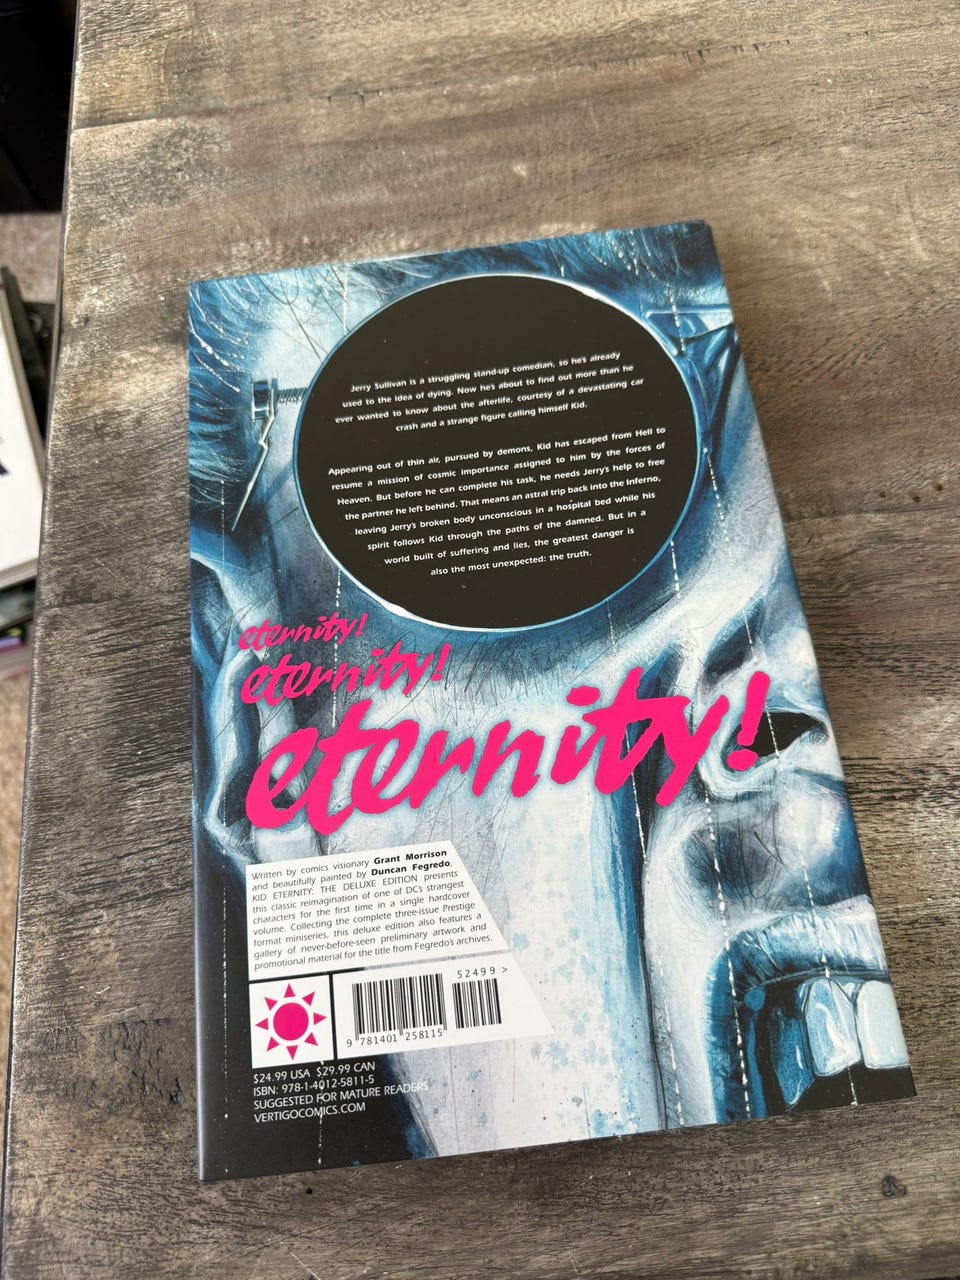 Jerry Sullivan is a struggling stand-up comedian, so he's already
used to the idea of dying. Now he's about to find out more than he
ever wanted to know about the afterlife, courtesy of a devastating car
crash and a strange figure calling himself Kid.
Appearing out of thin air, pursued by demons, Kid has escaped from Hell to
resume a mission of cosmic importance assigned to him by the forces of
Heaven. But before he can complete his task, he needs Jerry's help to free
the partner he left behind. That means an astral trip back into the Inferno,
leaving Jerry's broken body unconscious in a hospital bed while his
spirit follows Kid through the paths of the damned. But in a
world built of suffering and lies, the greatest danger is
also the most unexpected: the truth.
eternity!
eternity!
eternity!
Written by comics visionary Grant Morrison
and beautifully painted by Duncan Fegredo,
KID ETERNITY: THE DELUXE EDITION presents
this classic reimagination of one of DC's strangest
characters for the first time in a single hardcover
volume. Collecting the complete three-issue Prestige
format miniseries, this deluxe edition also features a
gallery of never-before-seen preliminary artwork and
promotional material for the title from Fegredo's archives.
52499 >
9 781401 258115
$24.99 USA $29.99 CAN
ISBN: 978-1-4012-5811-5
SUGGESTED FOR MATURE READERS
VERTIGOCOMICS.COM